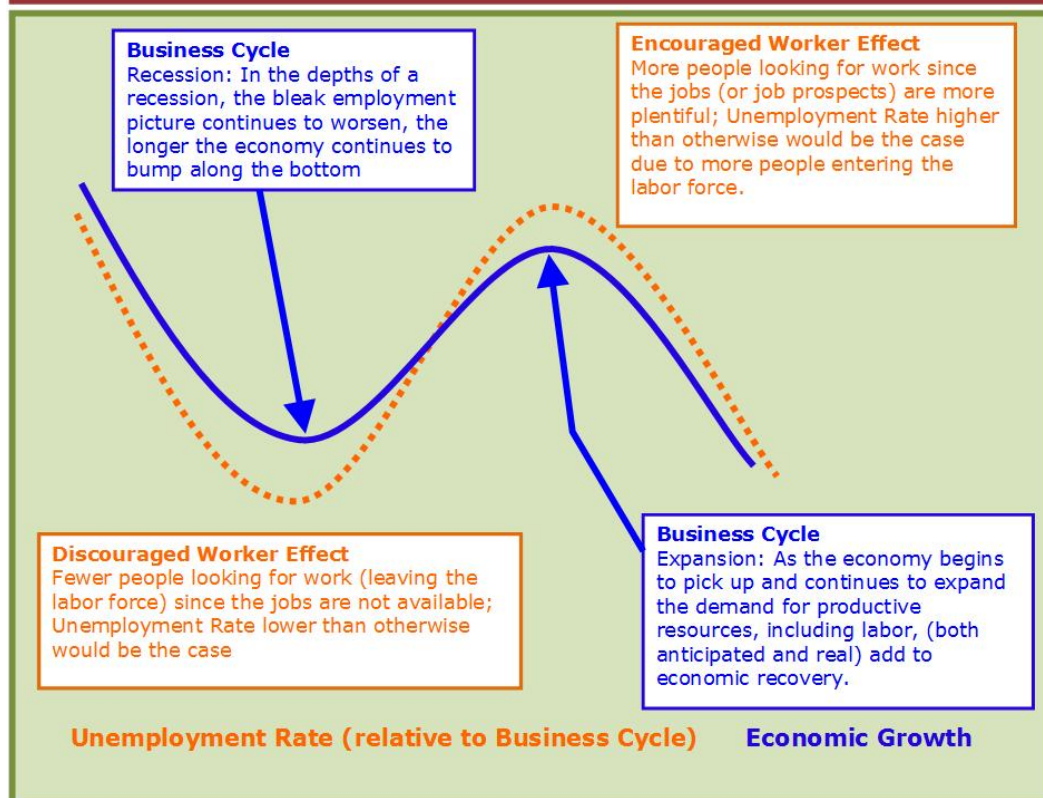 Business Cycle
Recession: In the depths of a
recession, the bleak employment
picture continues to worsen, the
longer the economy continues to
bump along the bottom
Encouraged Worker Effect
More people looking for work since
the jobs (or job prospects) are more
plentiful; Unemployment Rate higher
than otherwise would be the case
due to more people entering the
labor force.
Discouraged Worker Effect
Fewer people looking for work (leaving the
labor force) since the jobs are not available;
Unemployment Rate lower than otherwise
would be the case
Business Cycle
Expansion: As the economy begins
to pick up and continues to expand
the demand for productive
resources, including labor, (both
anticipated and real) add to
economic recovery.
Unemployment Rate (relative to Business Cycle) Economic Growth